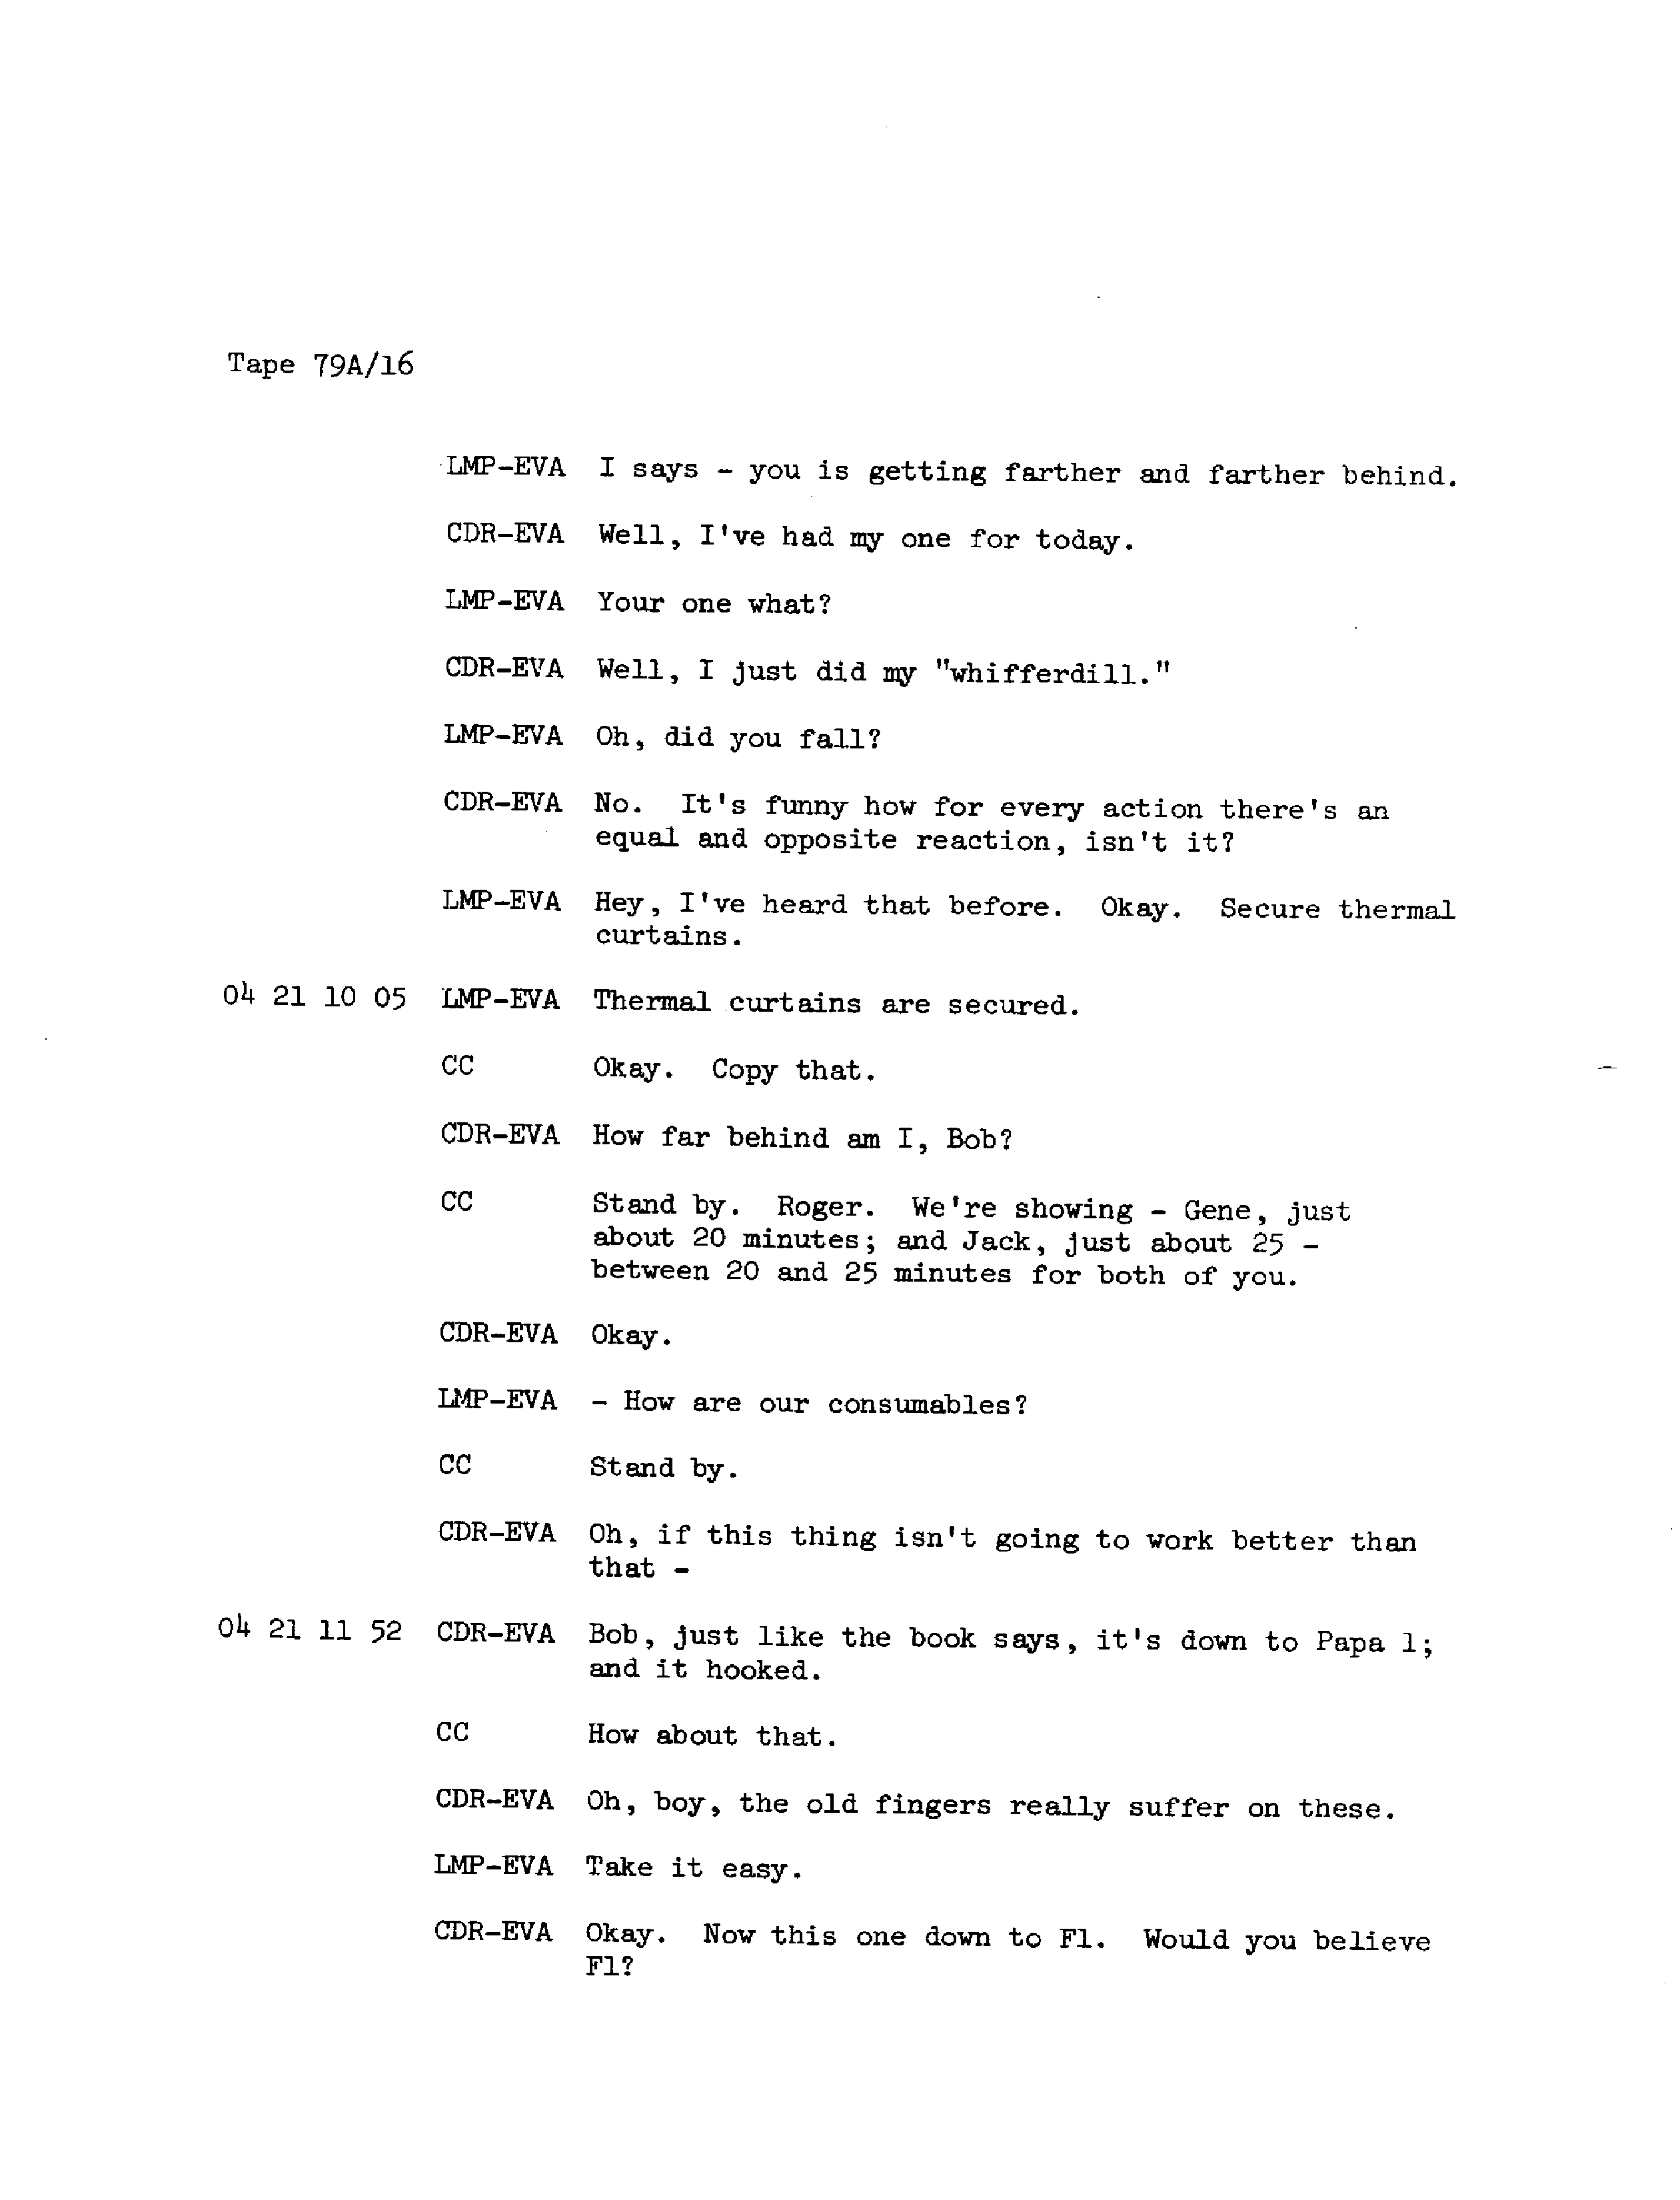 Tape 79A/16
LMP-EVA I says - you is getting farther and farther behind.
CDR-EVA Well, I've had my one for today.
LMP-EVA Your one what?
CDR-EVA Well, I just did my "whifferdill."
LMP-EVA Oh, did you fall?
CDR-EVA No. It's funny how for every action there's an
equal and opposite reaction, isn't it?
LMP-EVA Hey, I've heard that before. Okay. Secure thermal
curtains.
04 21 10 05 LMP-EVA Thermal curtains are secured.
CC Okay. Copy that.
CDR-EVA How far behind am I, Bob?
CC Stand by. Roger. We're showing - Gene, just
about 20 minutes; and Jack, just about 25 -
between 20 and 25 minutes for both of you.
CDR-EVA Okay.
LMP-EVA - How are our consumables?
CC Stand by.
CDR-EVA Oh, if this thing isn't going to work better than
that -
04 21 11 52 CDR-EVA Bob, just like the book says, it's down to Papa 1;
and it hooked.
CC How about that.
CDR-EVA Oh, boy, the old fingers really suffer on these.
LMP-EVA Take it easy.
CDR-EVA Okay. Now this one down to F1. Would you believe
F1?